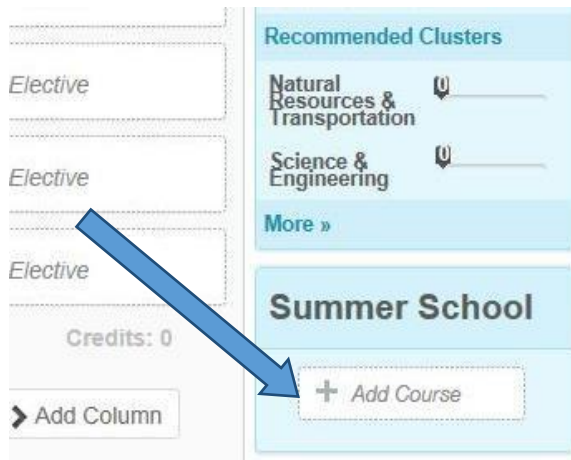 Elective
Elective
Elective
Credits: 0
Add Column
Recommended Clusters
Natural
Resources &
Transportation
0
Science &
Engineering
0
More »
Summer School
+ Add Course